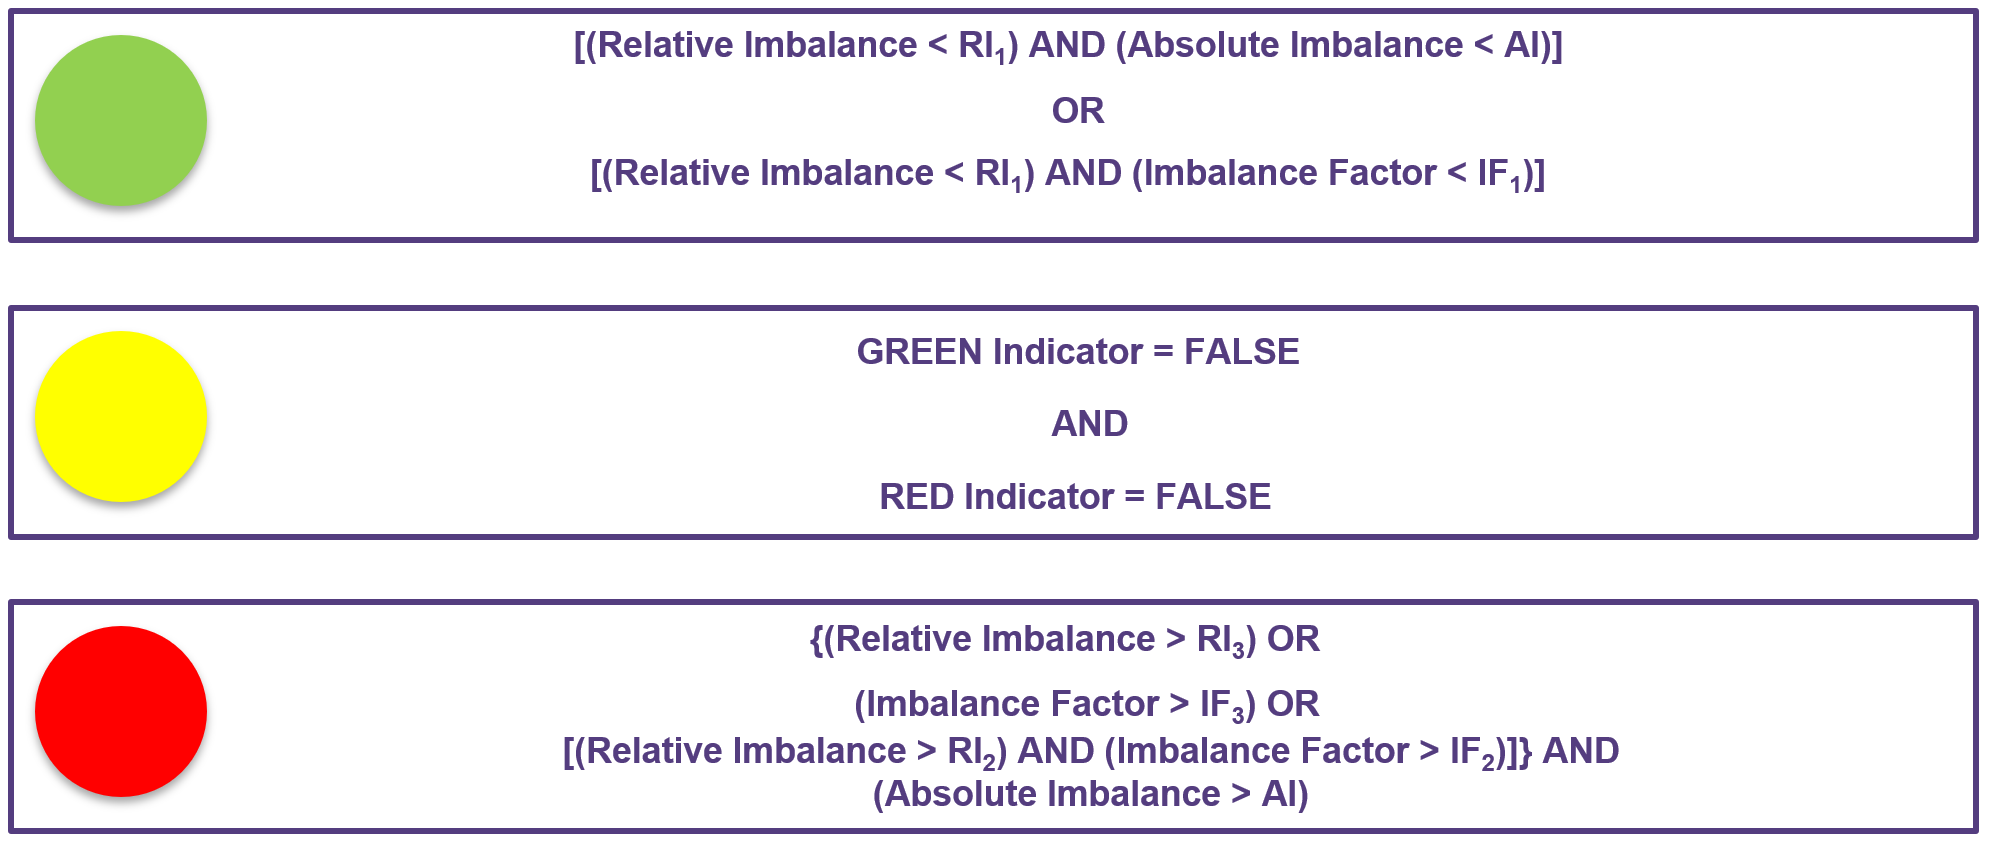 [(Relative Imbalance < RI₁) AND (Absolute Imbalance < AI)]
OR
[(Relative Imbalance < RI₁) AND (Imbalance Factor < IF₁)]
GREEN Indicator = FALSE
AND
RED Indicator = FALSE
{(Relative Imbalance > RI₃) OR
(Imbalance Factor > IF₃) OR
[(Relative Imbalance > RI₂) AND (Imbalance Factor > IF₂)]} AND
(Absolute Imbalance > AI)